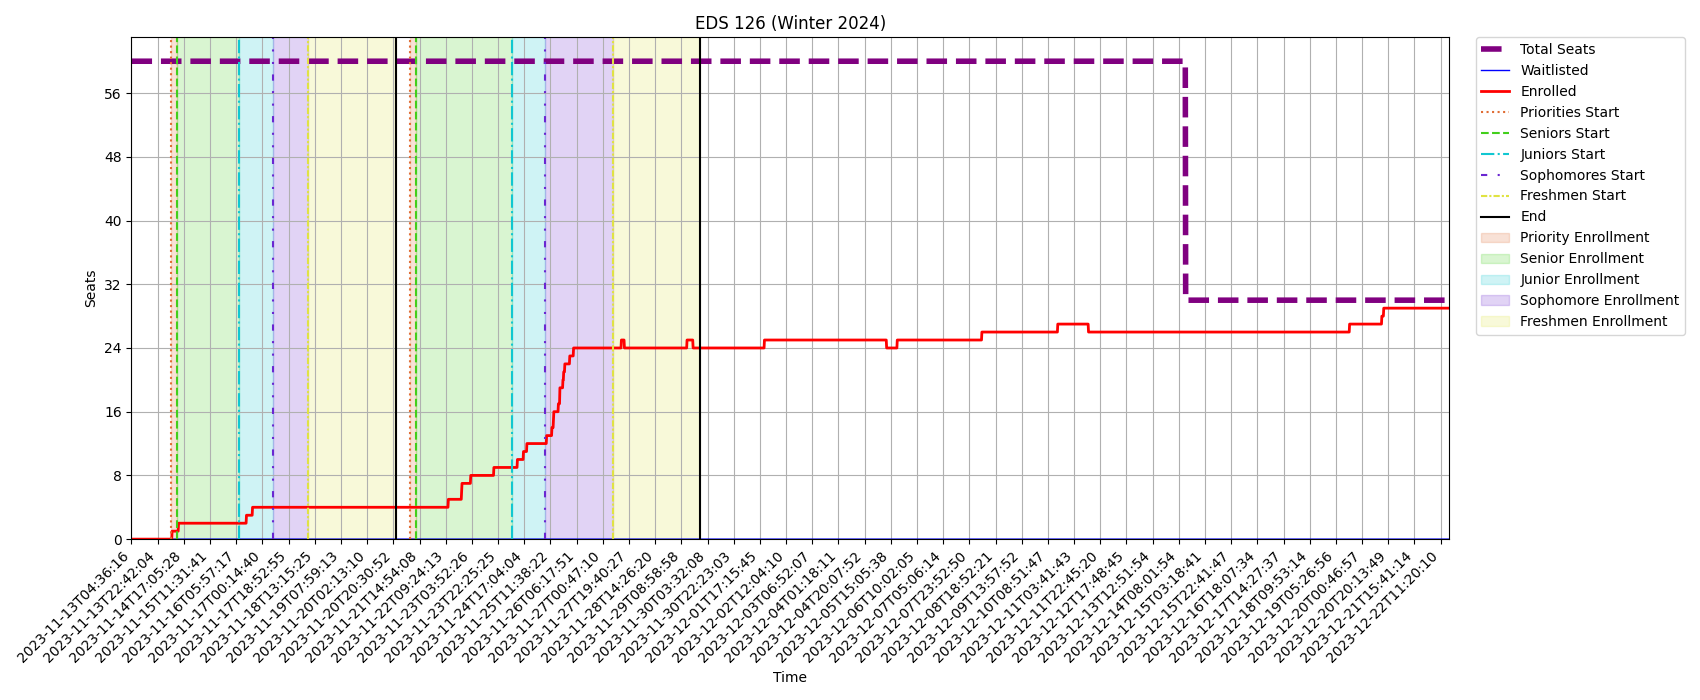 EDS 126 (Winter 2024)
Total Seats
Waitlisted
Enrolled
Priorities Start
Seniors Start
Juniors Start
Sophomores Start
Freshmen Start
End
Priority Enrollment
Senior Enrollment
Junior Enrollment
Sophomore Enrollment
Freshmen Enrollment
Seats
56
48
40
32
24
16
8
0
2023-11-13T04:36:16
2023-11-13T22:42:04
2023-11-14T17:05:28
2023-11-15T11:31:41
2023-11-16T05:57:17
2023-11-17T00:14:40
2023-11-17T18:52:55
2023-11-18T13:15:25
2023-11-19T07:59:13
2023-11-20T02:13:10
2023-11-20T20:30:52
2023-11-21T14:54:08
2023-11-22T09:24:13
2023-11-23T03:52:26
2023-11-23T22:25:25
2023-11-24T17:04:04
2023-11-25T11:38:22
2023-11-26T06:17:51
2023-11-27T00:47:10
2023-11-27T19:40:27
2023-11-28T14:26:20
2023-11-29T08:58:58
2023-11-30T03:32:08
2023-11-30T22:23:03
2023-12-01T17:15:45
2023-12-02T12:04:10
2023-12-03T06:52:07
2023-12-04T01:18:11
2023-12-04T20:07:52
2023-12-05T15:05:38
2023-12-06T10:02:05
2023-12-07T05:06:14
2023-12-07T23:52:50
2023-12-08T18:52:21
2023-12-09T13:57:52
2023-12-10T08:51:47
2023-12-11T03:41:43
2023-12-11T22:45:20
2023-12-12T17:48:45
2023-12-13T12:51:54
2023-12-14T08:01:54
2023-12-15T03:18:41
2023-12-15T22:41:47
2023-12-16T18:07:34
2023-12-17T14:27:37
2023-12-18T09:53:14
2023-12-19T05:26:56
2023-12-20T00:46:57
2023-12-20T20:13:49
2023-12-21T15:41:14
2023-12-22T11:20:10
Time